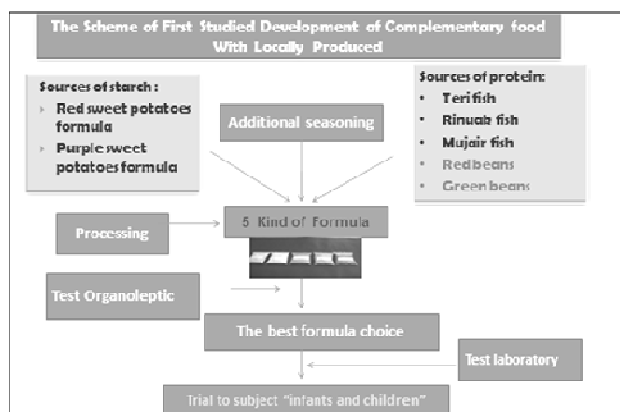 The Scheme of First Studied Development of Complementary food
With Locally Produced
Sources of starch :
Red sweet potatoes
formula
Purple sweet
potatoes formula
Additional seasoning
Sources of protein:
• Teri fish
• Rinuak fish
• Mujair fish
• Red beans
• Green beans
Processing
5 Kind of Formula
Test Organoleptic
The best formula choice
Test laboratory
Trial to subject "infants and children"